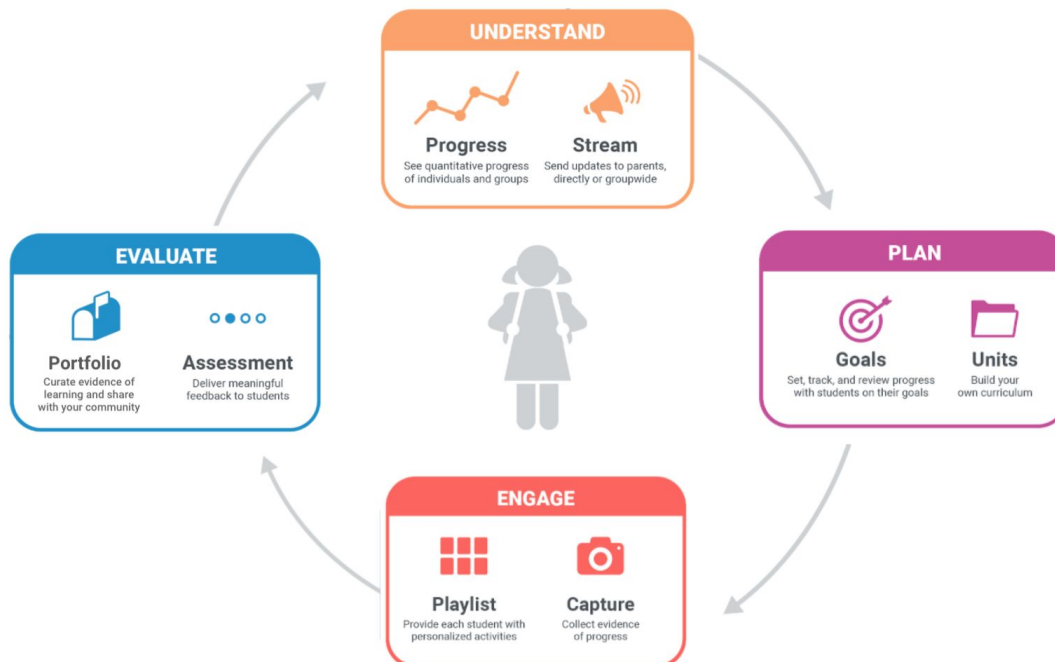 UNDERSTAND
Progress
See quantitative progress
of individuals and groups
Stream
Send updates to parents,
directly or groupwide
PLAN
Goals
Set, track, and review progress
with students on their goals
Units
Build your
own curriculum
ENGAGE
Playlist
Provide each student with
personalized activities
Capture
Collect evidence
of progress
EVALUATE
Portfolio
Curate evidence of
learning and share
with your community
Assessment
Deliver meaningful
feedback to students